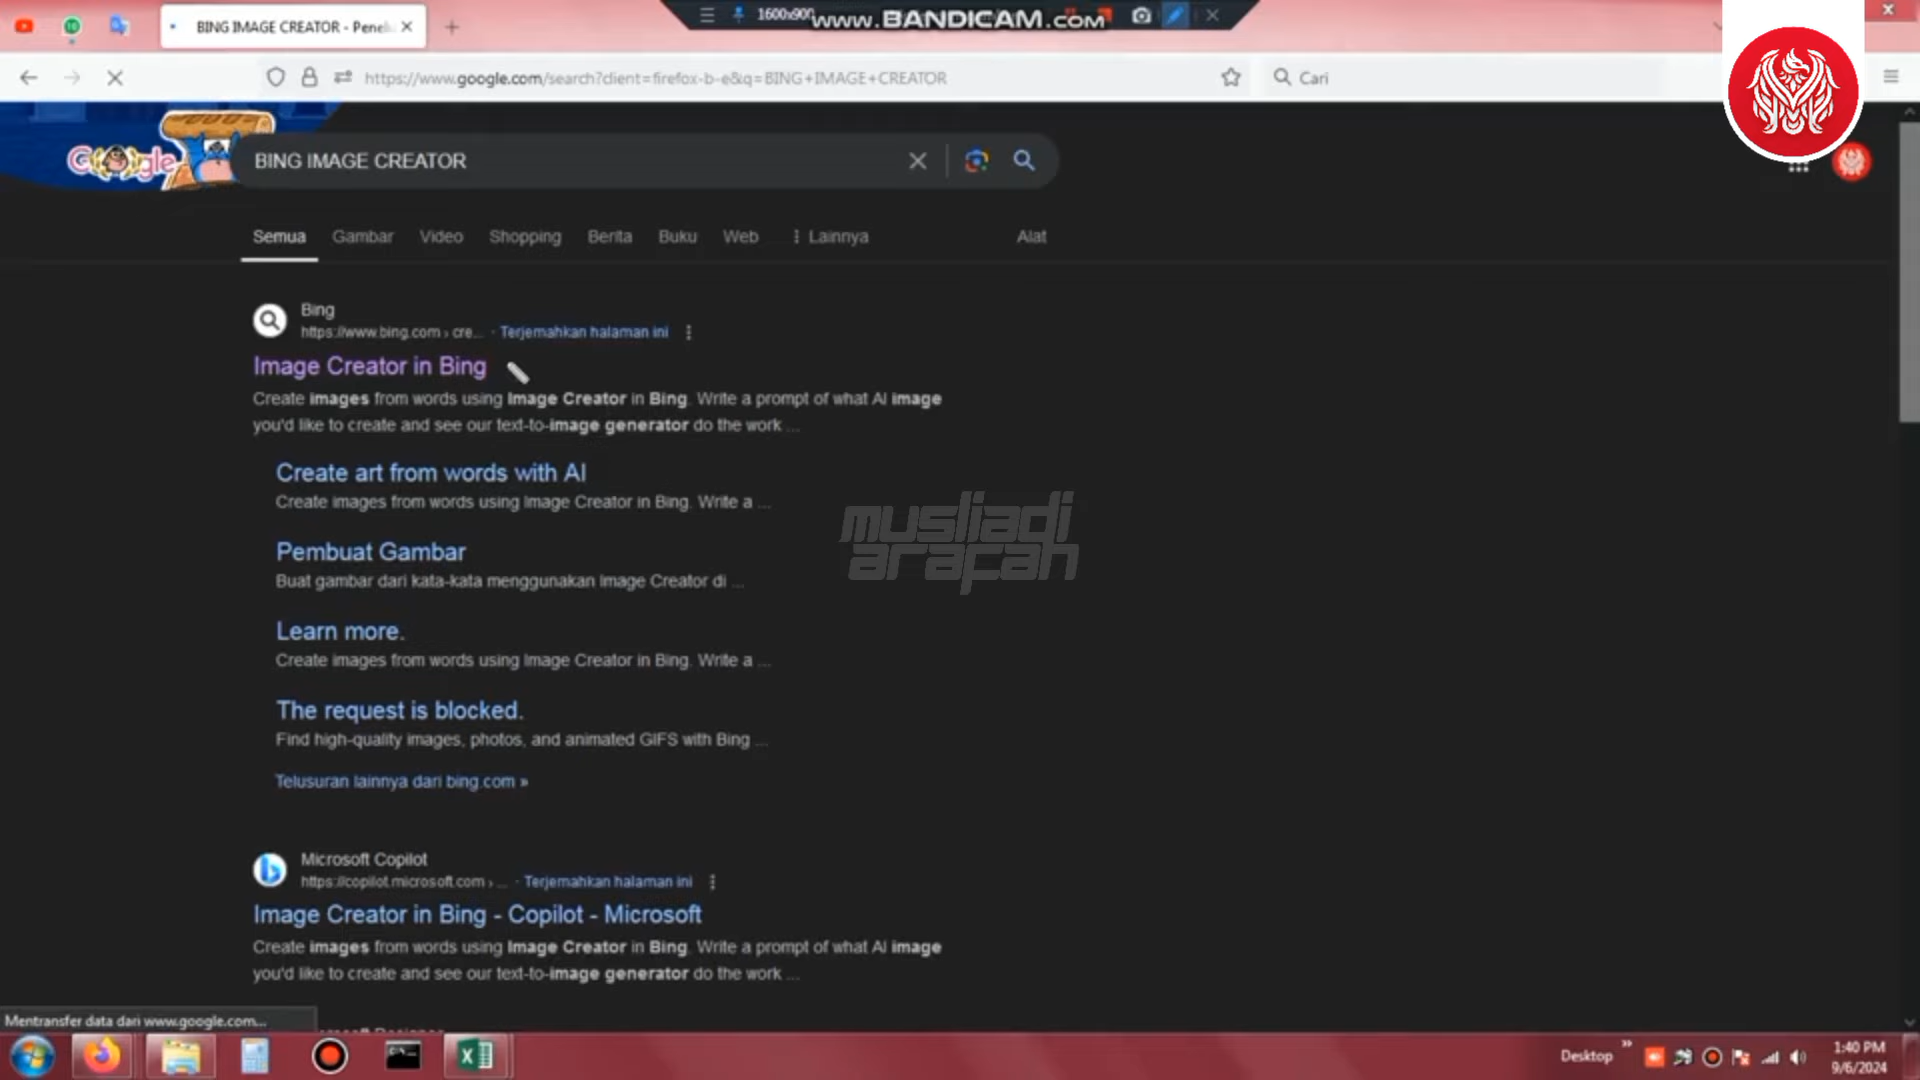 BING IMAGE CREATOR - Penel
1600x900
WWW.BANDICAM.COM
https://www.google.com/search?client=firefox-b-e&q=BING+IMAGE+CREATOR
Cari
Google
BING IMAGE CREATOR
Semua Gambar Video Shopping Berita Buku Web Lainnya Alat
Bing
https://www.bing.com › cre... · Terjemahkan halaman ini
Image Creator in Bing
Create images from words using Image Creator in Bing. Write a prompt of what AI image
you'd like to create and see our text-to-image generator do the work ...
Create art from words with AI
Create images from words using Image Creator in Bing. Write a ...
Pembuat Gambar
Buat gambar dari kata-kata menggunakan Image Creator di ...
musliadi
arafah
Learn more.
Create images from words using Image Creator in Bing. Write a ...
The request is blocked.
Find high-quality images, photos, and animated GIFS with Bing ...
Telusuran lainnya dari bing.com »
Microsoft Copilot
https://copilot.microsoft.com › ... · Terjemahkan halaman ini
Image Creator in Bing - Copilot - Microsoft
Create images from words using Image Creator in Bing. Write a prompt of what AI image
you'd like to create and see our text-to-image generator do the work ...
Mentransfer data dari www.google.com...
Desktop »
1:40 PM
9/6/2024